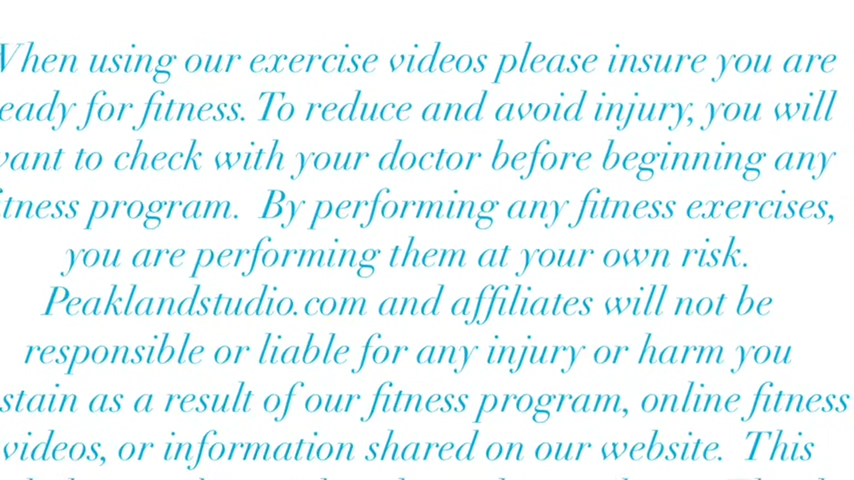 When using our exercise videos please insure you are
eady for fitness. To reduce and avoid injury, you will
vant to check with your doctor before beginning any
itness program. By performing any fitness exercises,
you are performing them at your own risk.
Peaklandstudio.com and affiliates will not be
responsible or liable for any injury or harm you
stain as a result of our fitness program, online fitness
videos, or information shared on our website. This